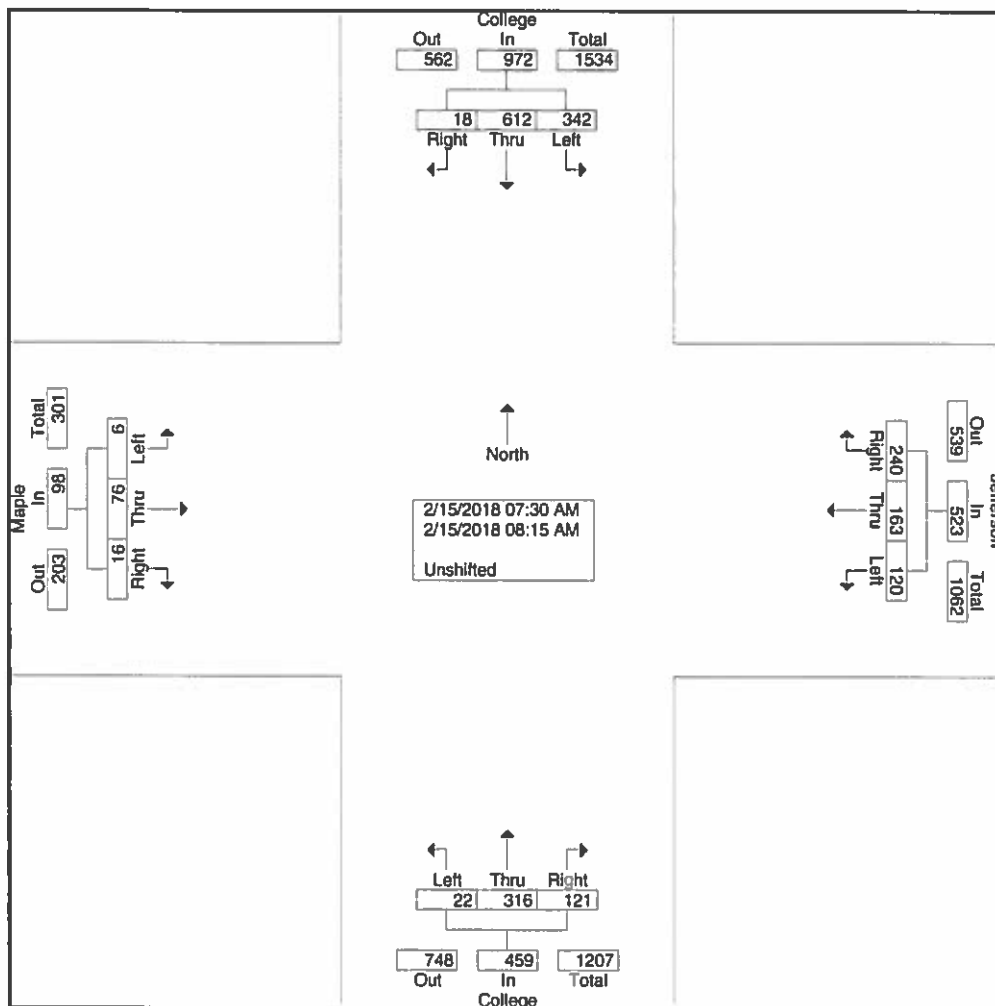 College
Out In Total
562 972 1534
18 612 342
Right Thru Left
Maple
Out In Total
203 98 301
16 76 6
Right Thru Left
North
2/15/2018 07:30 AM
2/15/2018 08:15 AM
Unshifted
Out In Total
539 523 1062
Right Thru Left
240 163 120
Left Thru Right
22 316 121
748 459 1207
Out In Total
College